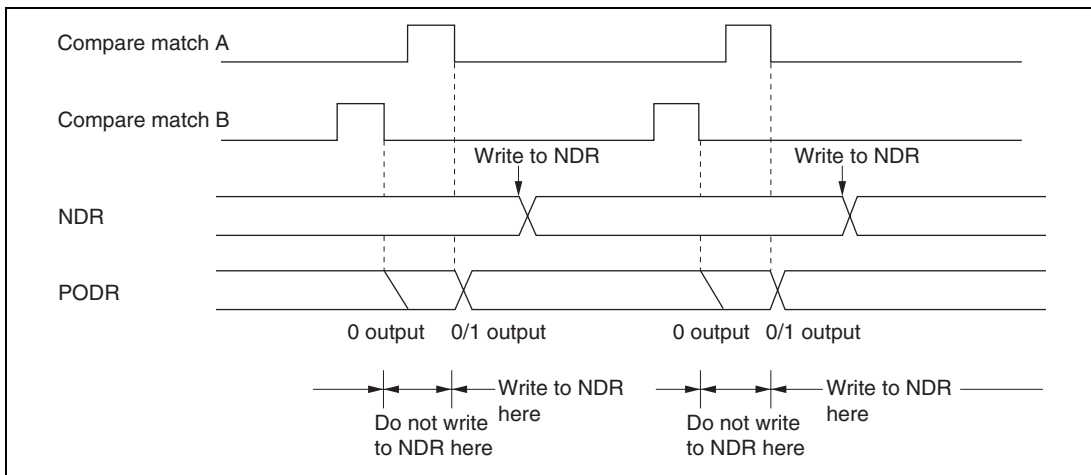 Compare match A
Compare match B
Write to NDR
Write to NDR
NDR
PODR
0 output
0/1 output
0 output
0/1 output
Write to NDR
here
Write to NDR
here
Do not write
to NDR here
Do not write
to NDR here